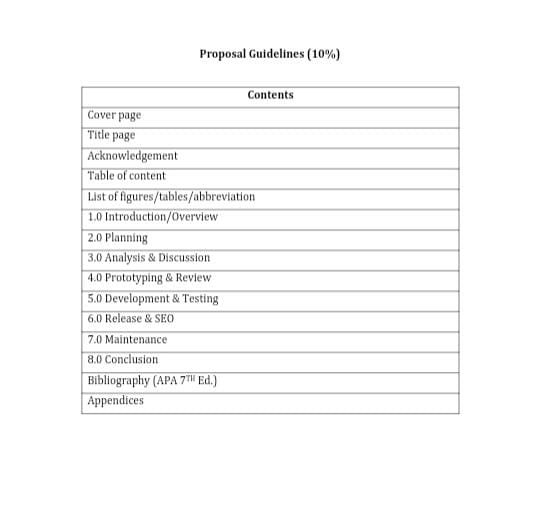 Proposal Guidelines (10%)
Contents
Cover page
Title page
Acknowledgement
Table of content
List of figures/tables/abbreviation
1.0 Introduction/Overview
2.0 Planning
3.0 Analysis & Discussion
4.0 Prototyping & Review
5.0 Development & Testing
6.0 Release & SEO
7.0 Maintenance
8.0 Conclusion
Bibliography (APA 7TH Ed.)
Appendices